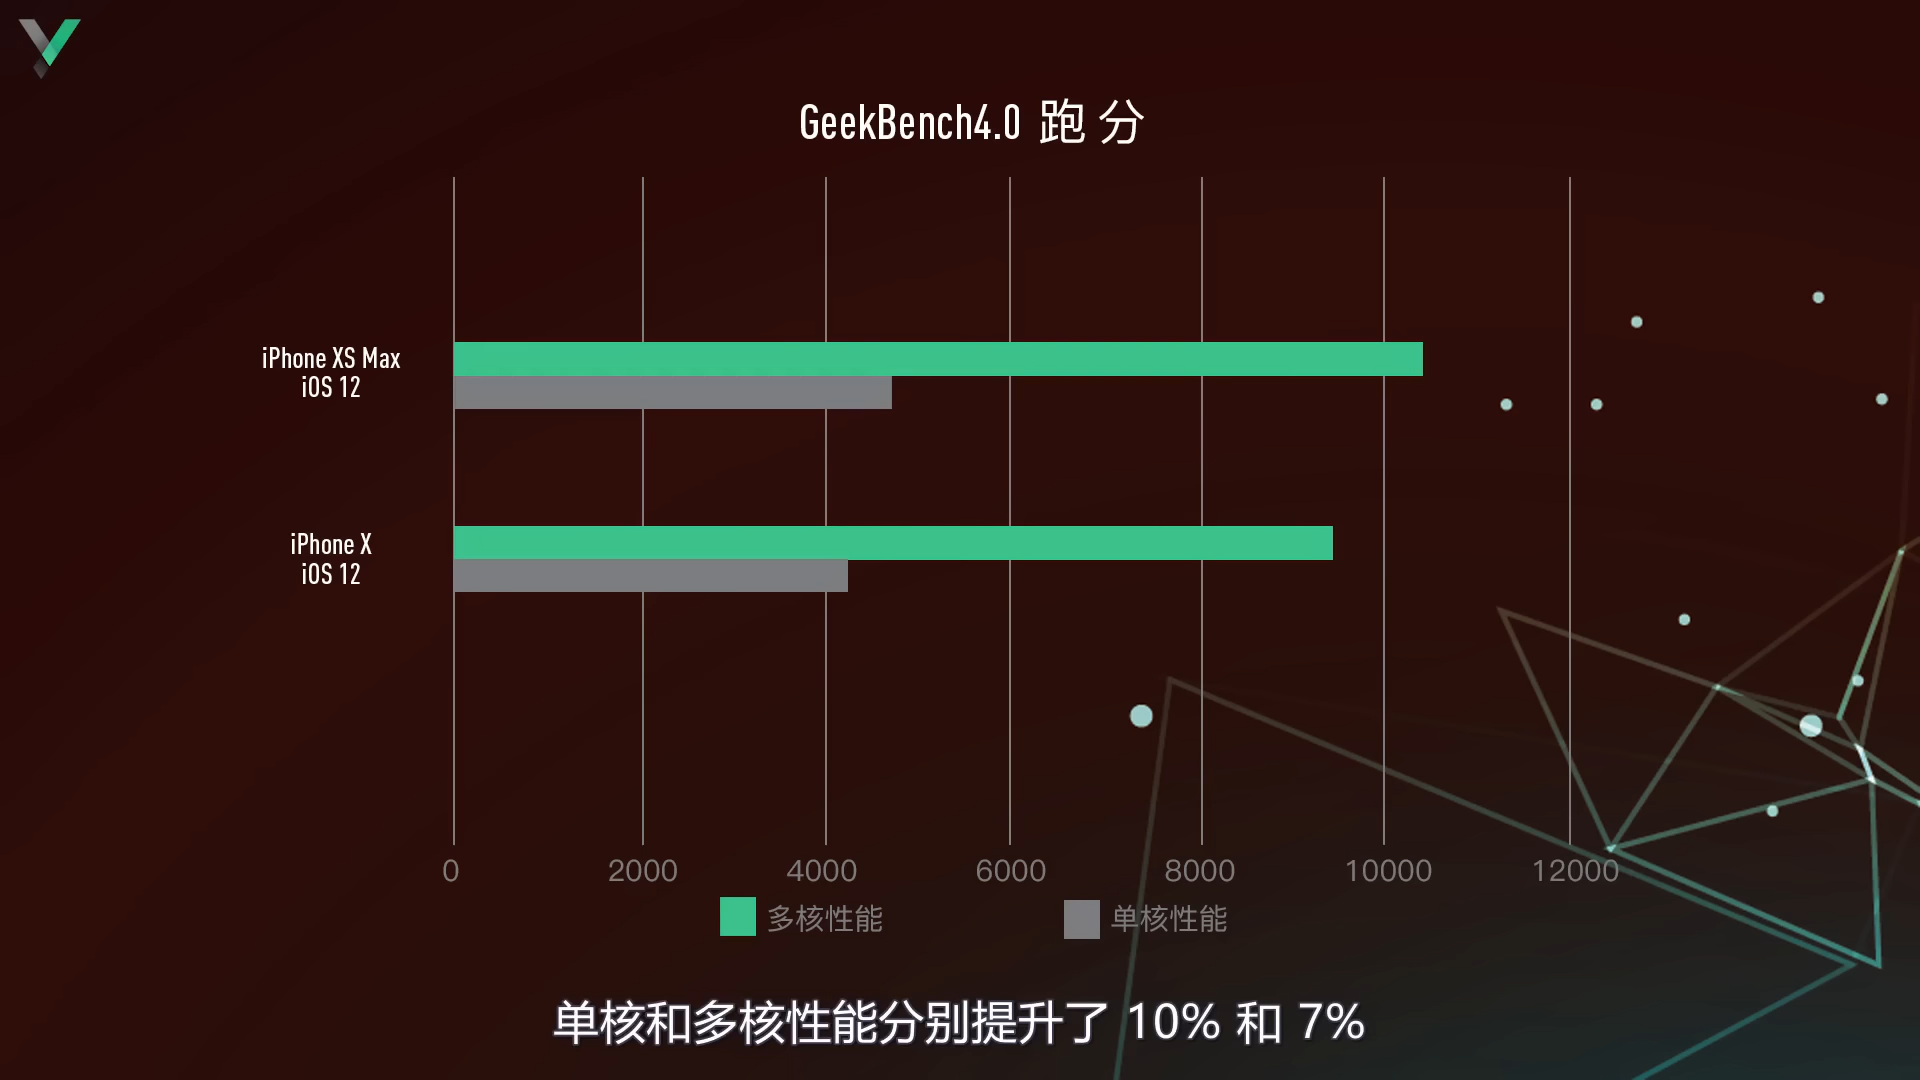 GeekBench4.0 跑分
iPhone XS Max
iOS 12
iPhone X
iOS 12
0 2000 4000 6000 8000 10000 12000
多核性能 单核性能
单核和多核性能分别提升了 10% 和 7%